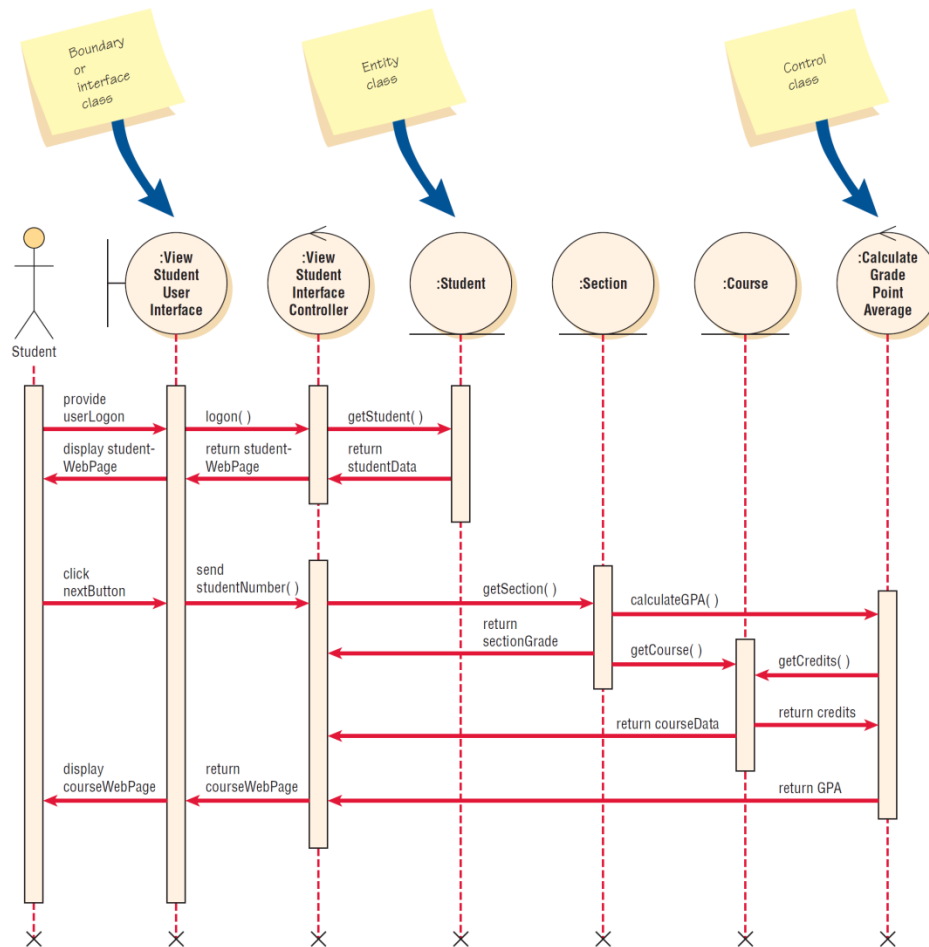 Boundary
or
Interface
class
Entity
class
Control
class
Student
:View
Student
User
Interface
:View
Student
Interface
Controller
:Student
:Section
:Course
:Calculate
Grade
Point
Average
provide
userLogon
logon( )
getStudent( )
display student-
WebPage
return student-
WebPage
return
studentData
click
nextButton
send
studentNumber( )
getSection( )
calculateGPA( )
return
sectionGrade
getCourse( )
getCredits( )
return courseData
return credits
display
courseWebPage
return
courseWebPage
return GPA